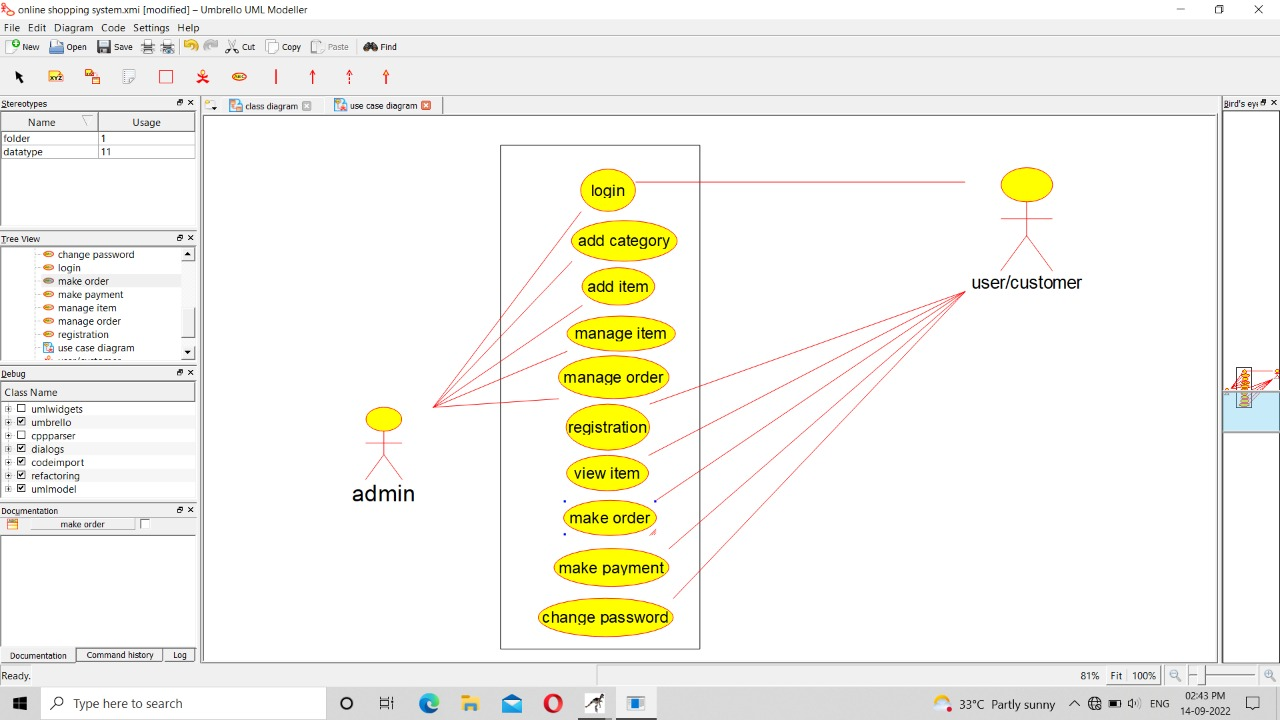 online shopping system.xmi [modified] – Umbrello UML Modeller
File Edit Diagram Code Settings Help
New Open Save Cut Copy Paste Find
Stereotypes
Name Usage
folder 1
datatype 11
Tree View
change password
login
make order
make payment
manage item
manage order
registration
use case diagram
Debug
Class Name
umlwidgets
umbrello
cppparser
dialogs
codeimport
refactoring
umlmodel
Documentation
make order
Documentation Command history Log
class diagram use case diagram
login
add category
add item
manage item
manage order
registration
view item
make order
make payment
change password
admin
user/customer
Bird's ey
Ready.
81% Fit 100%
Type here to search
33°C Partly sunny
ENG
02:43 PM
14-09-2022